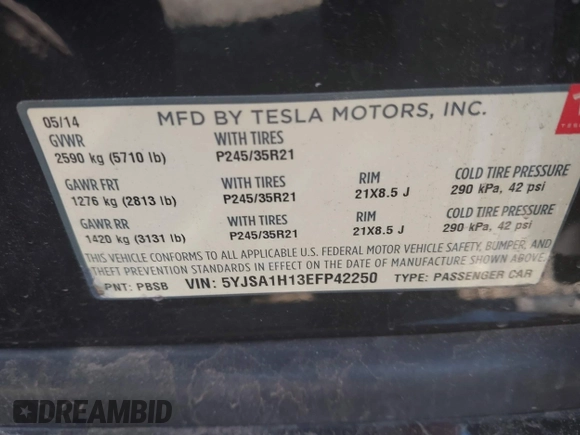 05/14 MFD BY TESLA MOTORS, INC.
GVWR WITH TIRES
2590 kg (5710 lb) P245/35R21
GAWR FRT WITH TIRES RIM COLD TIRE PRESSURE
1276 kg (2813 lb) P245/35R21 21X8.5 J 290 kPa, 42 psi
GAWR RR WITH TIRES RIM COLD TIRE PRESSURE
1420 kg (3131 lb) P245/35R21 21X8.5 J 290 kPa, 42 psi
THIS VEHICLE CONFORMS TO ALL APPLICABLE U.S. FEDERAL MOTOR VEHICLE SAFETY, BUMPER, AND
THEFT PREVENTION STANDARDS IN EFFECT ON THE DATE OF MANUFACTURE SHOWN ABOVE.
PNT: PBSB VIN: 5YJSA1H13EFP42250 TYPE: PASSENGER CAR
DREAMBID